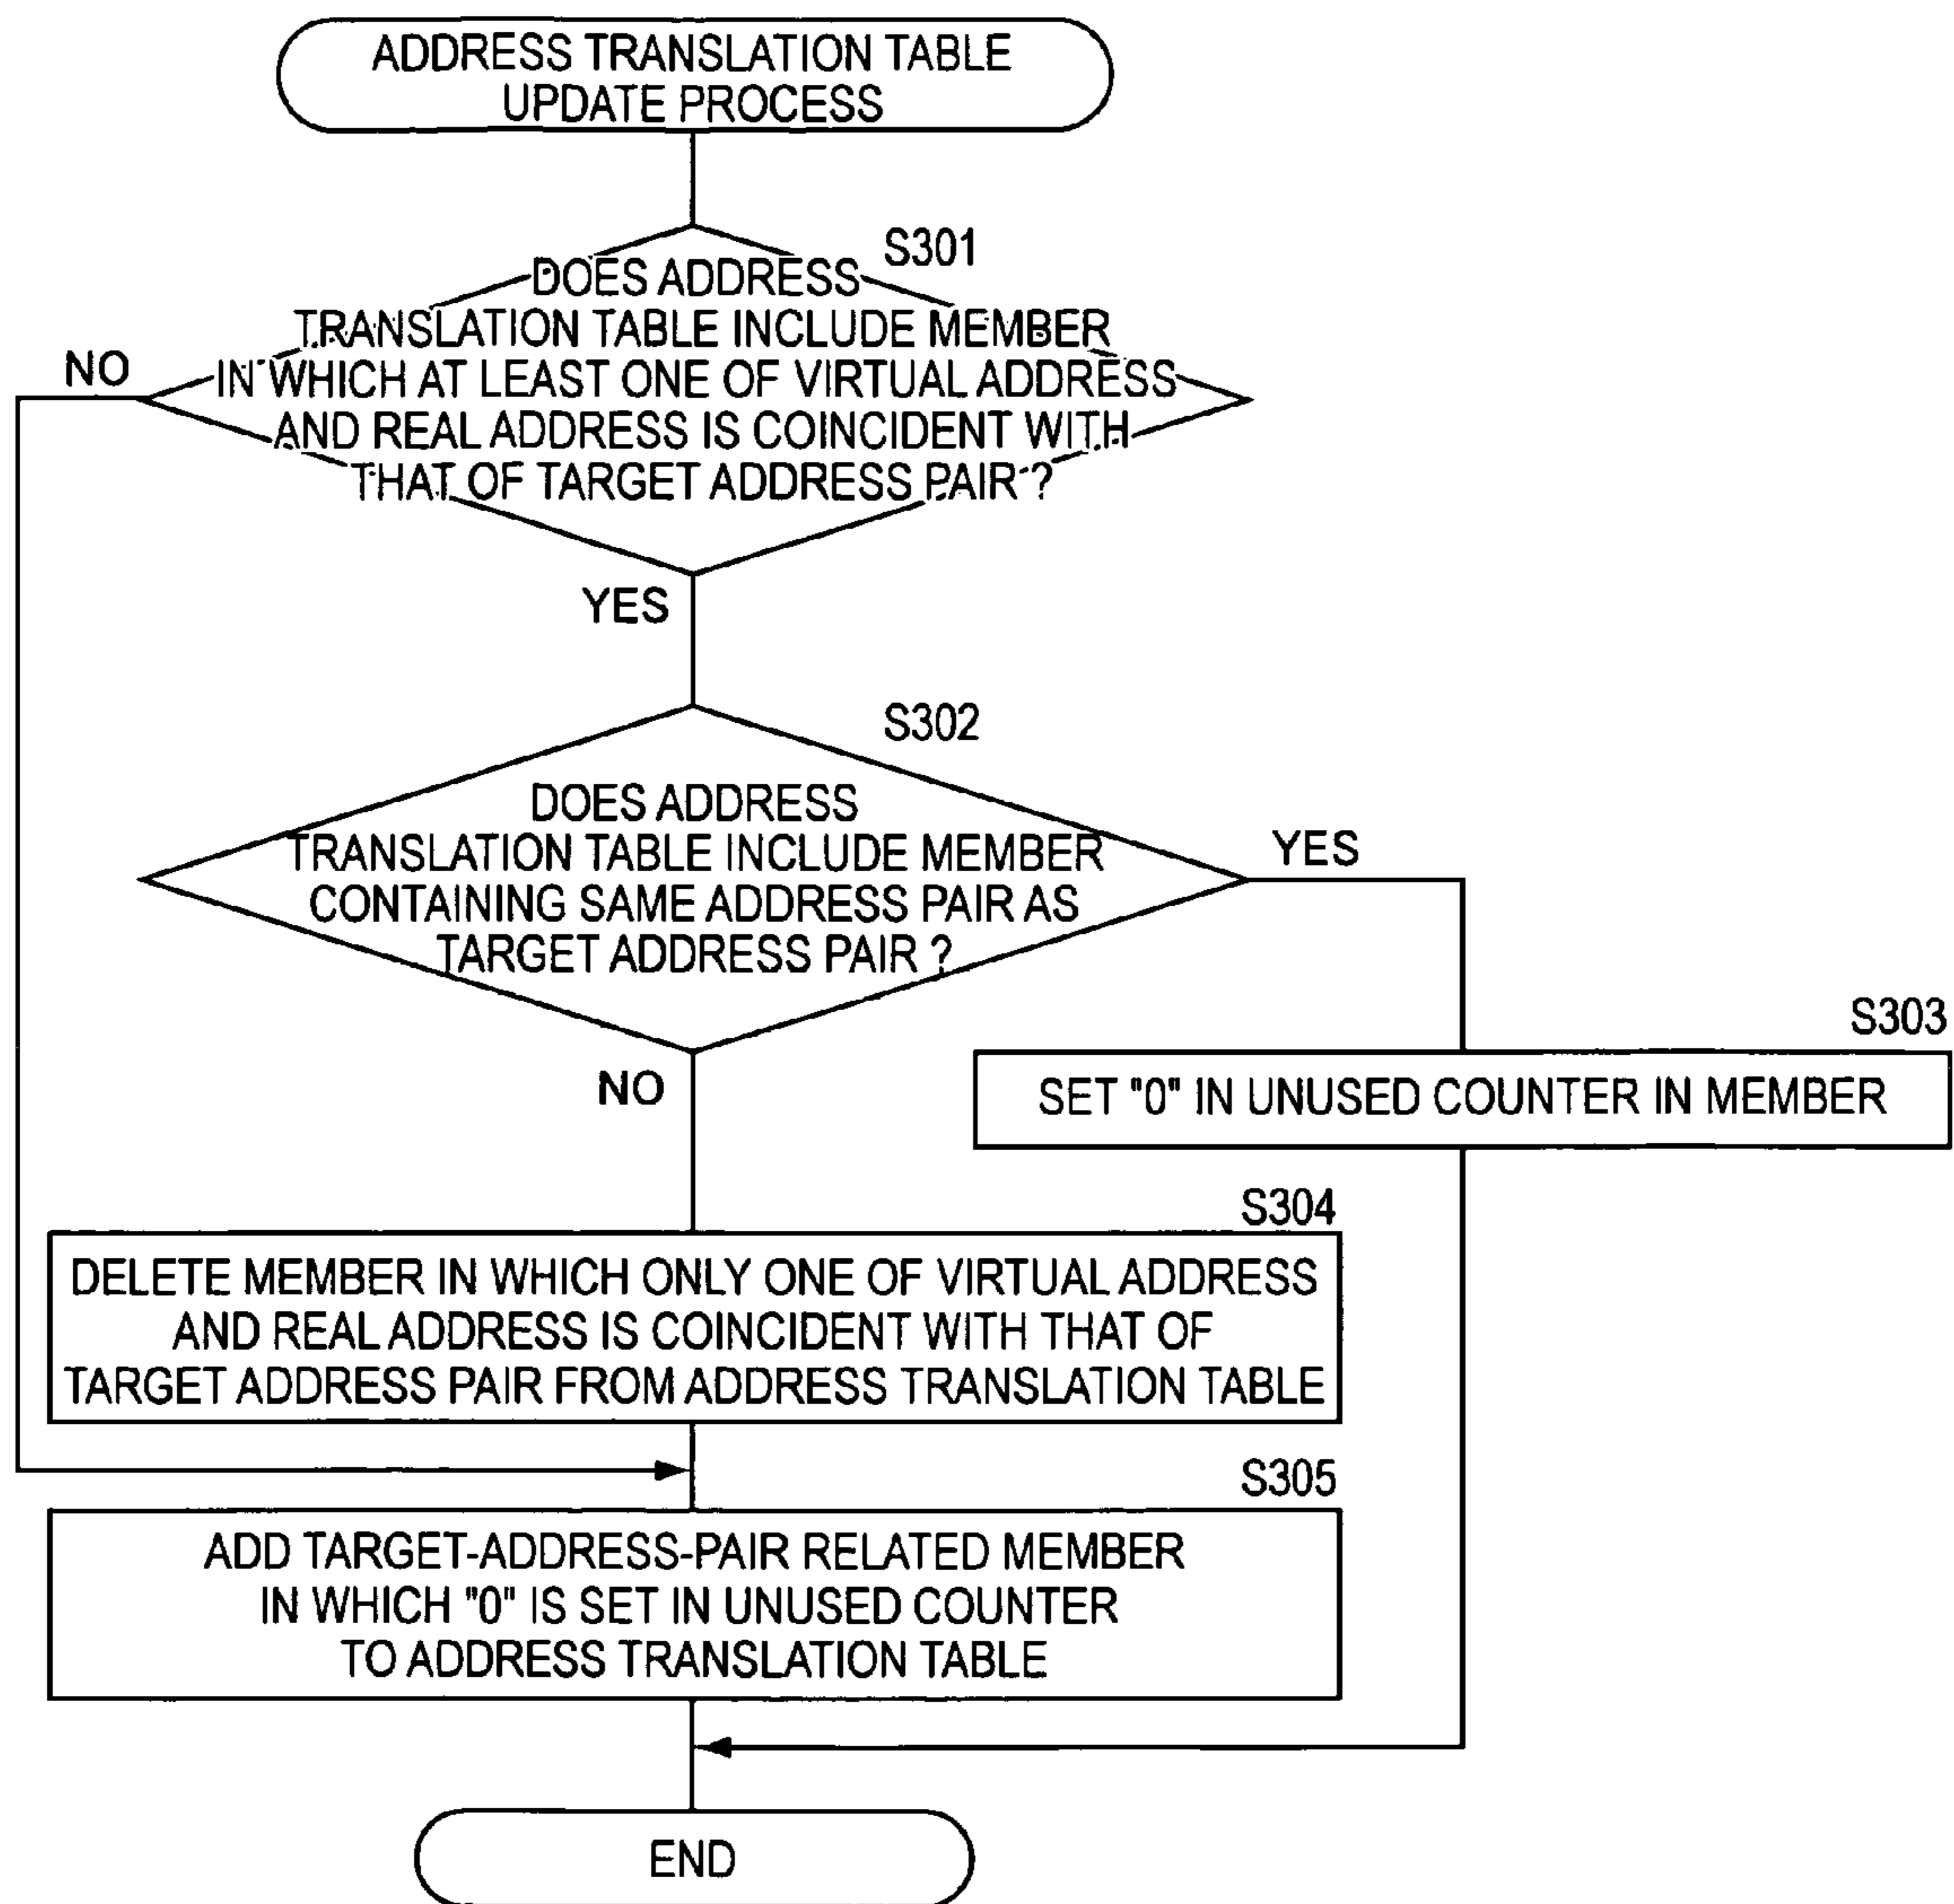 ADDRESS TRANSLATION TABLE
UPDATE PROCESS
S301
DOES ADDRESS
TRANSLATION TABLE INCLUDE MEMBER
IN WHICH AT LEAST ONE OF VIRTUAL ADDRESS
AND REAL ADDRESS IS COINCIDENT WITH
THAT OF TARGET ADDRESS PAIR ?
NO
YES
S302
DOES ADDRESS
TRANSLATION TABLE INCLUDE MEMBER
CONTAINING SAME ADDRESS PAIR AS
TARGET ADDRESS PAIR ?
YES
NO
S303
SET "0" IN UNUSED COUNTER IN MEMBER
S304
DELETE MEMBER IN WHICH ONLY ONE OF VIRTUAL ADDRESS
AND REAL ADDRESS IS COINCIDENT WITH THAT OF
TARGET ADDRESS PAIR FROM ADDRESS TRANSLATION TABLE
S305
ADD TARGET-ADDRESS-PAIR RELATED MEMBER
IN WHICH "0" IS SET IN UNUSED COUNTER
TO ADDRESS TRANSLATION TABLE
END